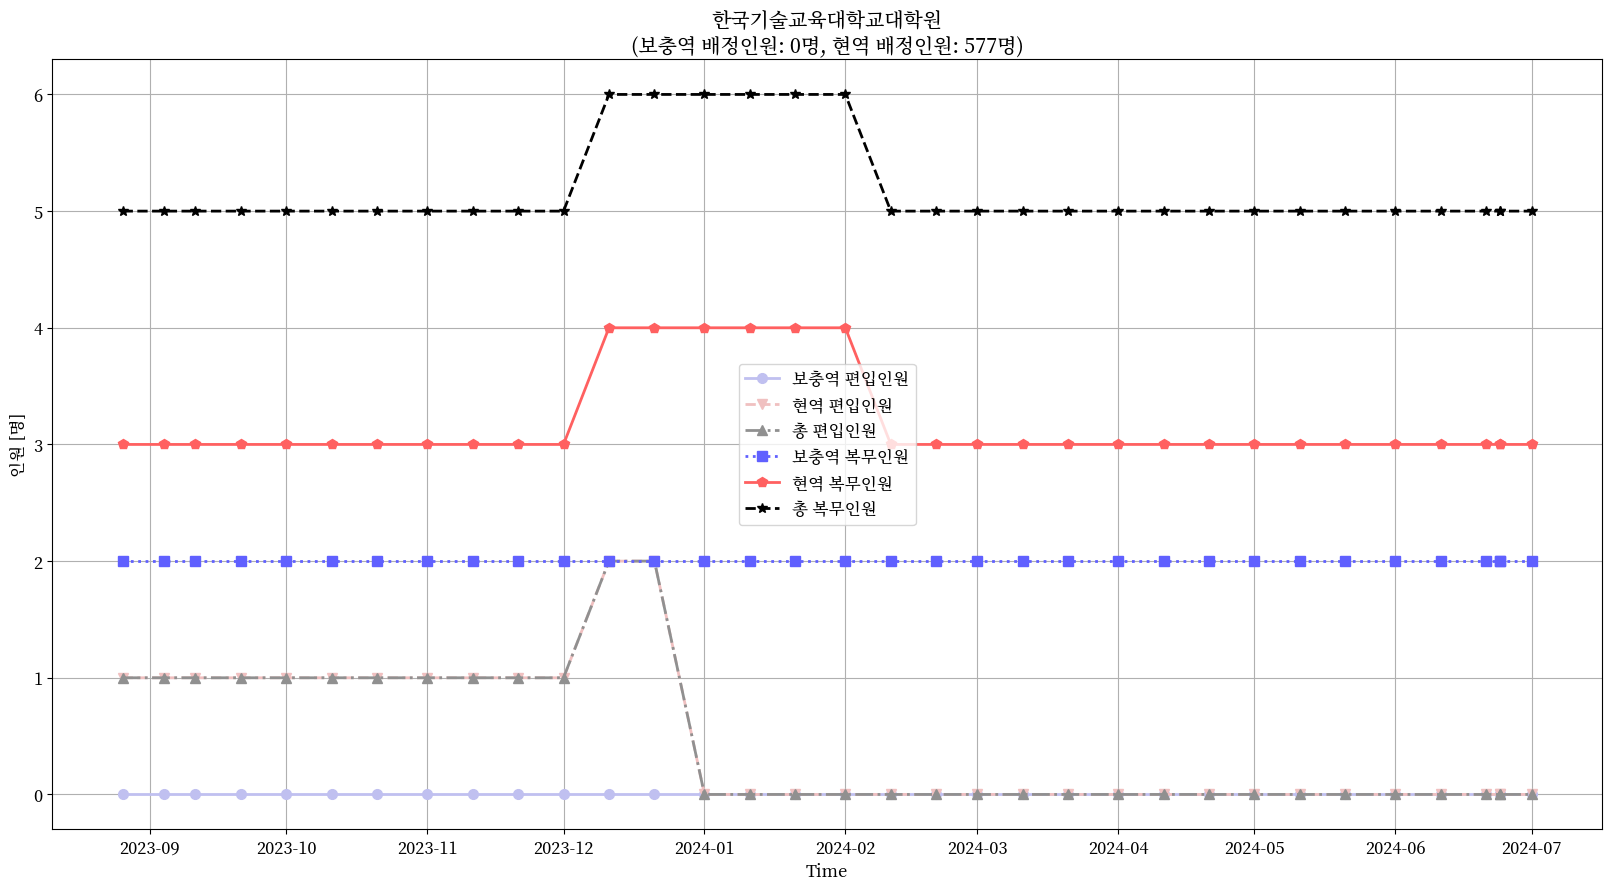 한국기술교육대학교대학원
(보충역 배정인원: 0명, 현역 배정인원: 577명)
인원 [명]
6
5
4
3
2
1
0
보충역 편입인원
현역 편입인원
총 편입인원
보충역 복무인원
현역 복무인원
총 복무인원
2023-09 2023-10 2023-11 2023-12 2024-01 2024-02 2024-03 2024-04 2024-05 2024-06 2024-07
Time